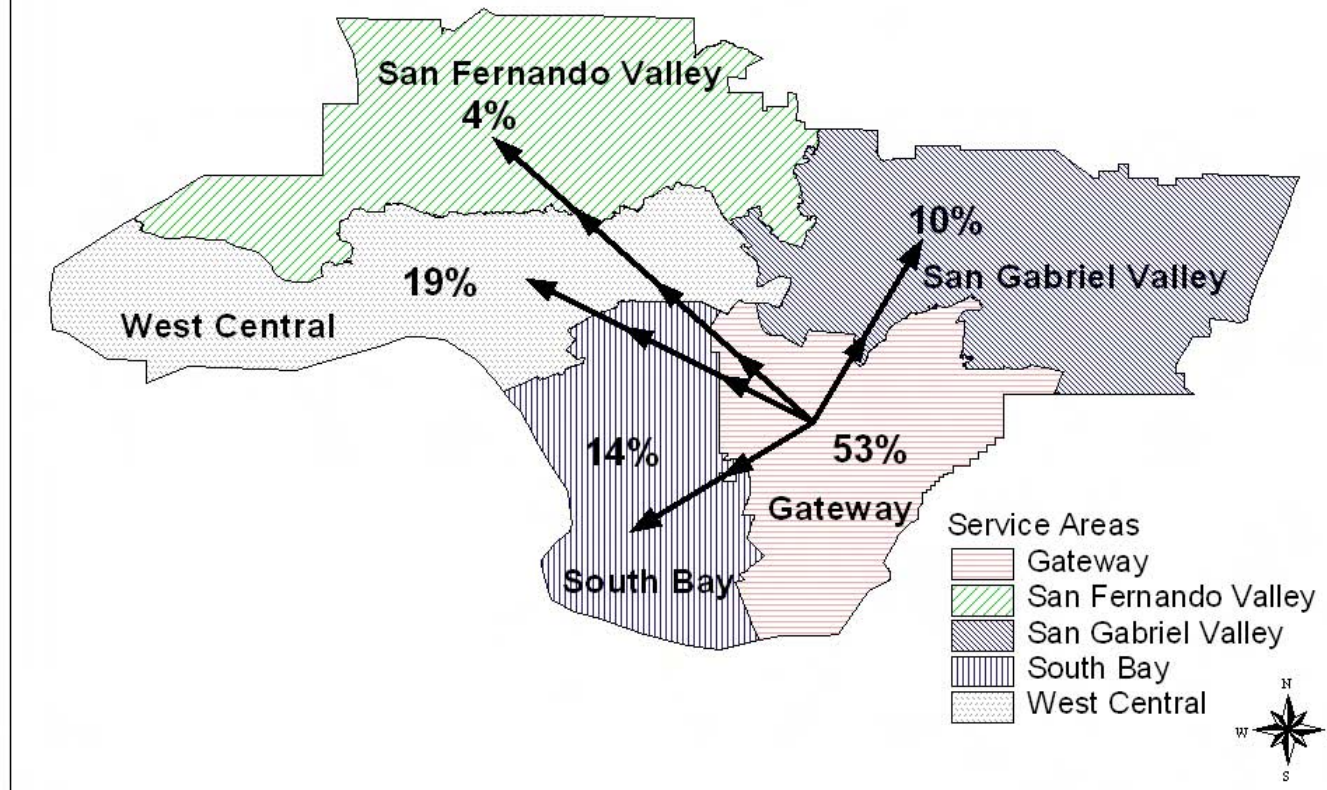 San Fernando Valley
4%
10%
San Gabriel Valley
19%
West Central
14%
53%
Gateway
South Bay
Service Areas
Gateway
San Fernando Valley
San Gabriel Valley
South Bay
West Central
N
W
S